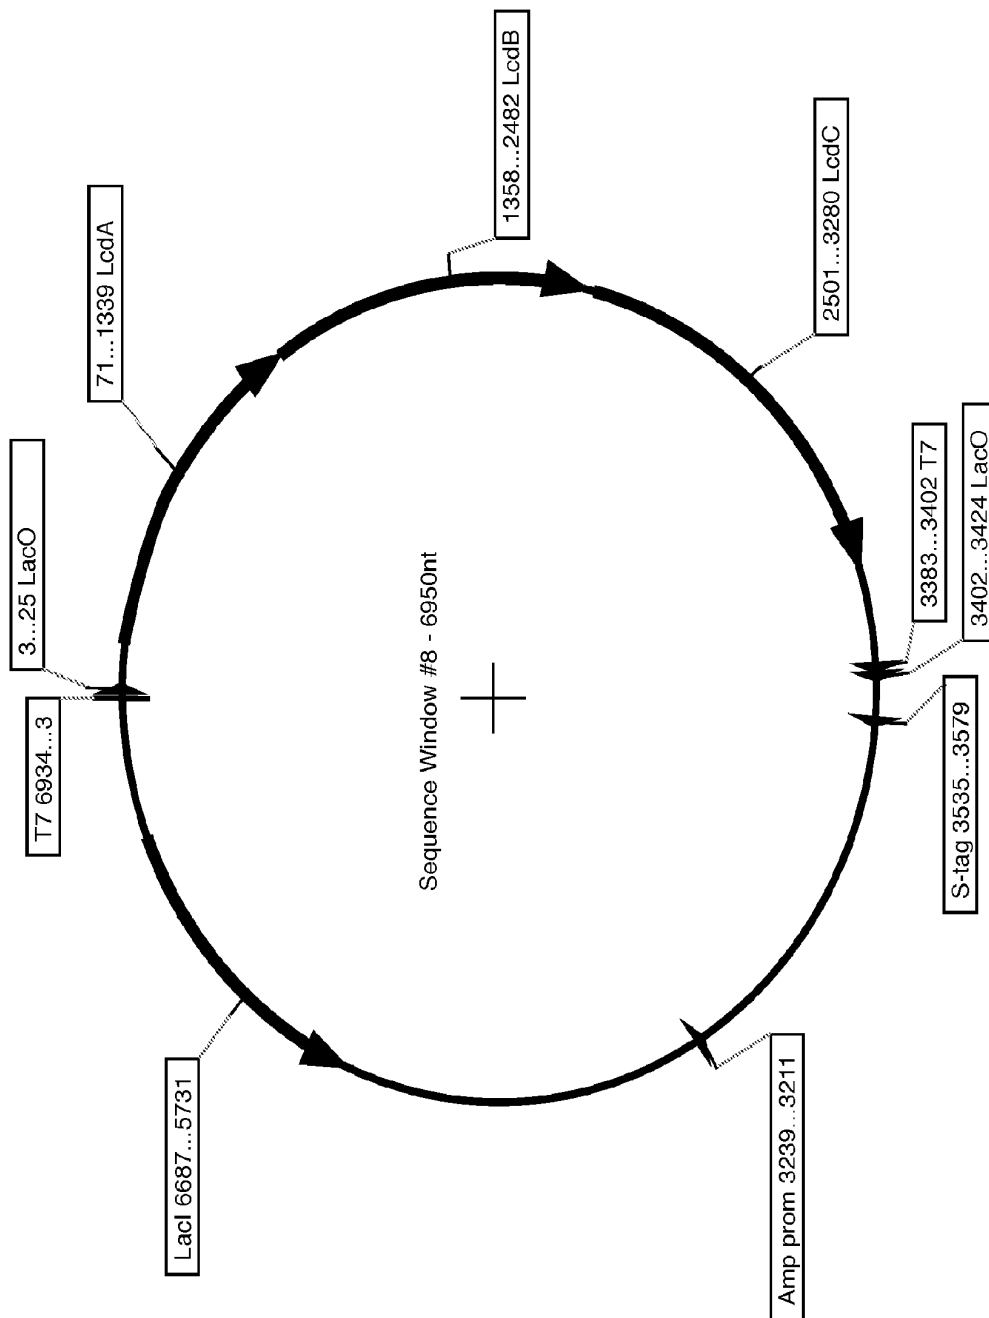 T7 6934...3
3...25 LacO
71...1339 LcdA
1358...2482 LcdB
2501...3280 LcdC
3383...3402 T7
3402...3424 LacO
S-tag 3535...3579
Amp prom 3239...3211
LacI 6687...5731
Sequence Window #8 - 6950nt